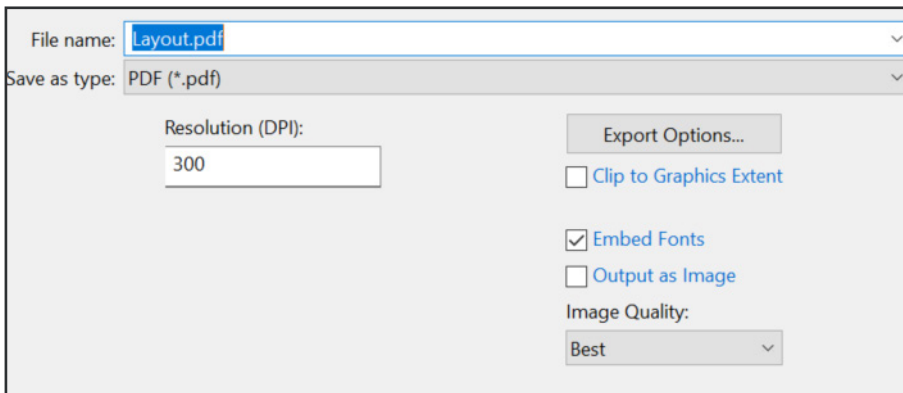 File name: Layout.pdf
Save as type: PDF (*.pdf)
Resolution (DPI):
300
Export Options...
Clip to Graphics Extent
Embed Fonts
Output as Image
Image Quality:
Best